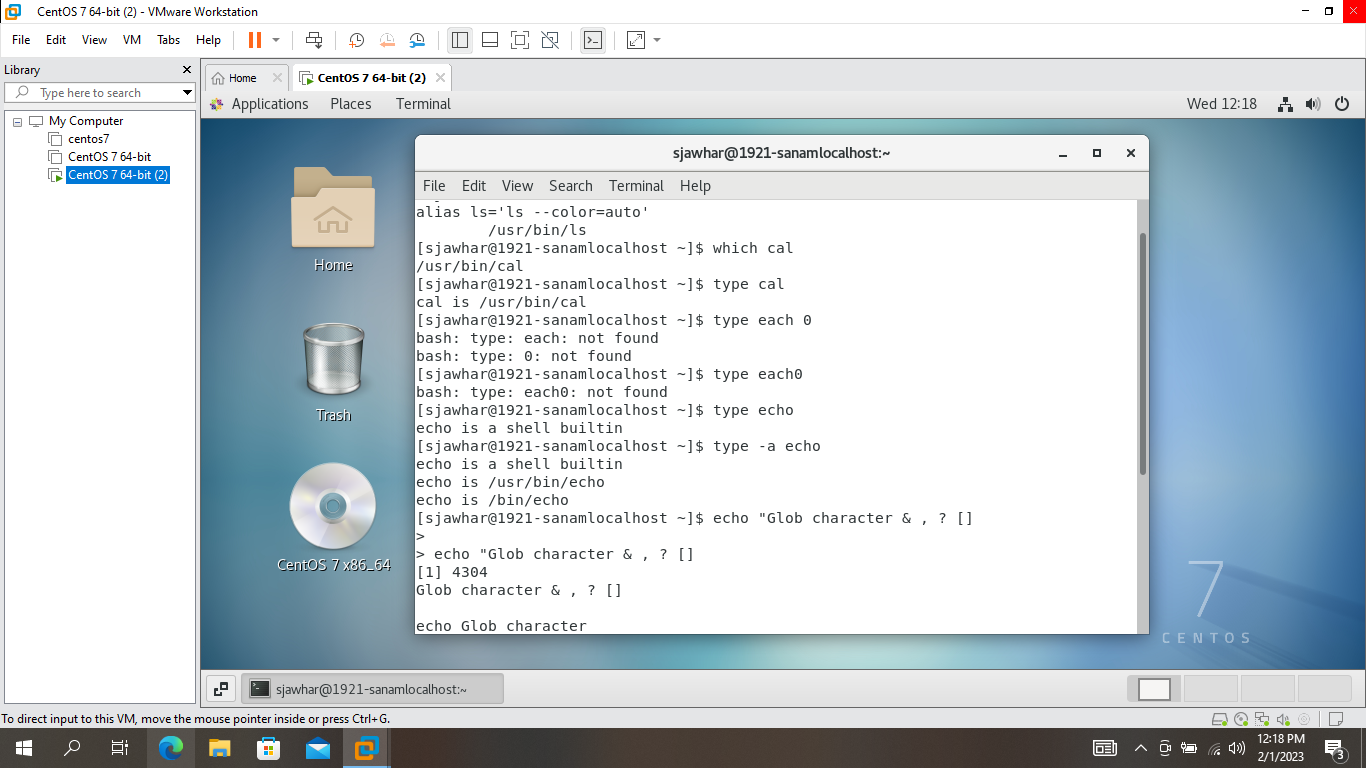 CentOS 7 64-bit (2) - VMware Workstation
File Edit View VM Tabs Help
Library
Type here to search
My Computer
centos7
CentOS 7 64-bit
CentOS 7 64-bit (2)
Home CentOS 7 64-bit (2)
Applications Places Terminal Wed 12:18
Home
Trash
CentOS 7 x86_64
sjawhar@1921-sanamlocalhost:~
File Edit View Search Terminal Help
alias ls='ls --color=auto'
/usr/bin/ls
[sjawhar@1921-sanamlocalhost ~]$ which cal
/usr/bin/cal
[sjawhar@1921-sanamlocalhost ~]$ type cal
cal is /usr/bin/cal
[sjawhar@1921-sanamlocalhost ~]$ type each 0
bash: type: each: not found
bash: type: 0: not found
[sjawhar@1921-sanamlocalhost ~]$ type each0
bash: type: each0: not found
[sjawhar@1921-sanamlocalhost ~]$ type echo
echo is a shell builtin
[sjawhar@1921-sanamlocalhost ~]$ type -a echo
echo is a shell builtin
echo is /usr/bin/echo
echo is /bin/echo
[sjawhar@1921-sanamlocalhost ~]$ echo "Glob character & , ? []
>
> echo "Glob character & , ? []
[1] 4304
Glob character & , ? []
echo Glob character
7
CENTOS
sjawhar@1921-sanamlocalhost:~
To direct input to this VM, move the mouse pointer inside or press Ctrl+G.
12:18 PM
2/1/2023
3